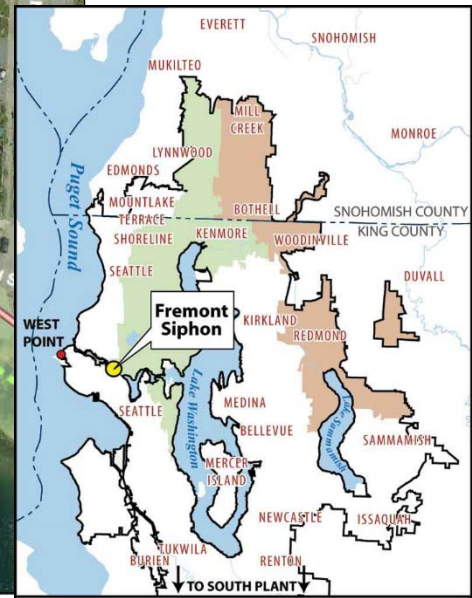 EVERETT
SNOHOMISH
MUKILTEO
MILL
CREEK
MONROE
LYNNWOOD
EDMONDS
Puget Sound
MOUNTLAKE
TERRACE
BOTHELL
SNOHOMISH COUNTY
KING COUNTY
SHORELINE
KENMORE
WOODINVILLE
SEATTLE
DUVALL
Fremont
Siphon
WEST
POINT
KIRKLAND
REDMOND
SEATTLE
Lake Washington
MEDINA
Lake Sammamish
BELLEVUE
SAMMAMISH
MERCER
ISLAND
NEWCASTLE
ISSAQUAH
TUKWILA
BURIEN
RENTON
TO SOUTH PLANT